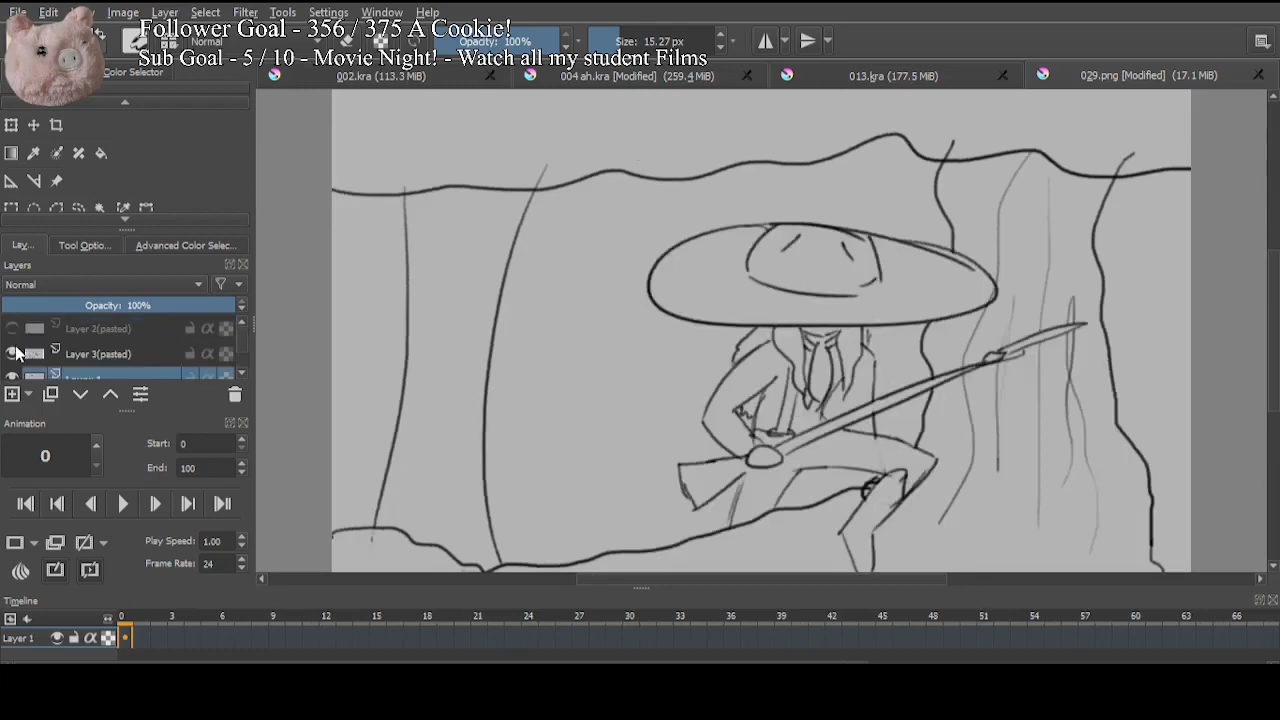 File Edit Image Layer Select Filter Tools Settings Window Help
Follower Goal - 356 / 375 A Cookie!
Normal Opacity: 100% Size: 15.27 px
Sub Goal - 5 / 10 - Movie Night! - Watch all my student Films
Color Selector
002.kra (113.3 MB)
004 ah.kra [Modified] (259.4 MB)
013.kra (177.5 MB)
029.png [Modified] (17.1 MB)
Lay... Tool Optio... Advanced Color Selec...
Layers
Normal
Opacity: 100%
Layer 2(pasted)
Layer 3(pasted)
Animation
0
Start: 0
End: 100
Play Speed: 1.00
Frame Rate: 24
Timeline
0 3 6 9 12 15 18 21 24 27 30 33 36 39 42 45 48 51 54 57 60 63 66
Layer 1